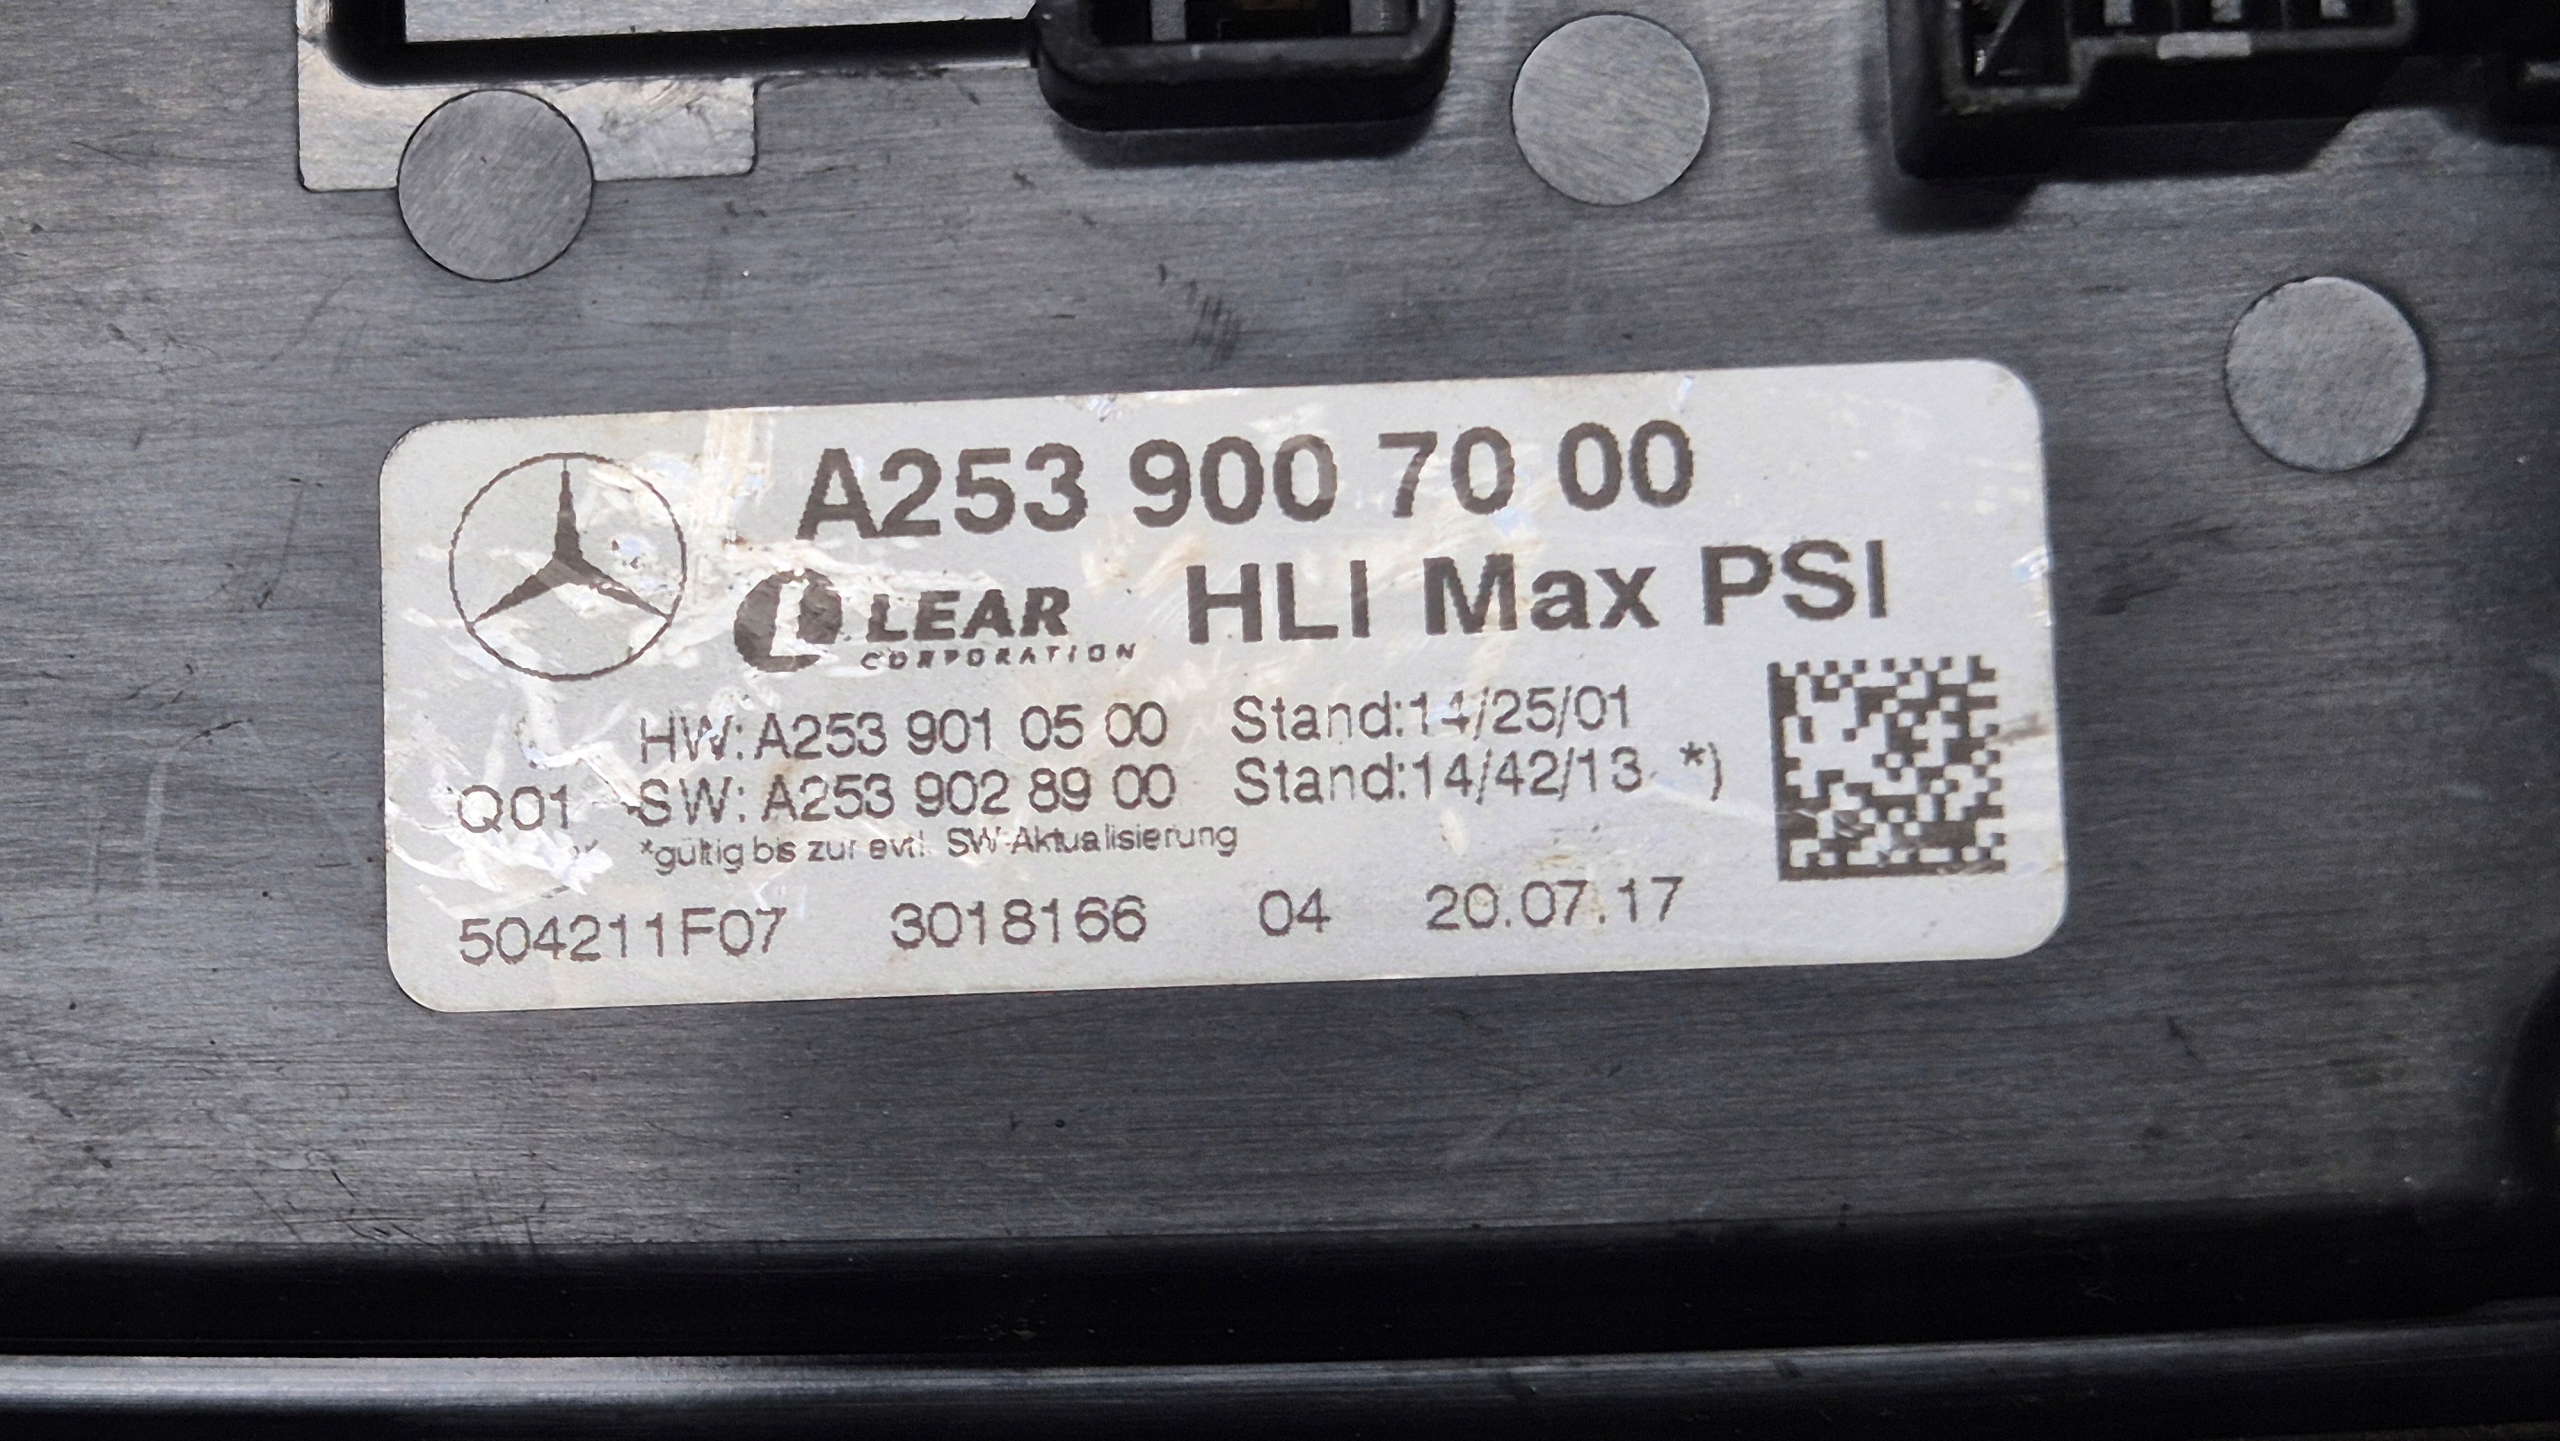 A253 900 70 00
LEAR
CORPORATION
HLI Max PSI
HW: A253 901 05 00 Stand:14/25/01
Q01 SW: A253 902 89 00 Stand:14/42/13 *)
*gültig bis zur evtl. SW-Aktualisierung
504211F07 3018166 04 20.07.17